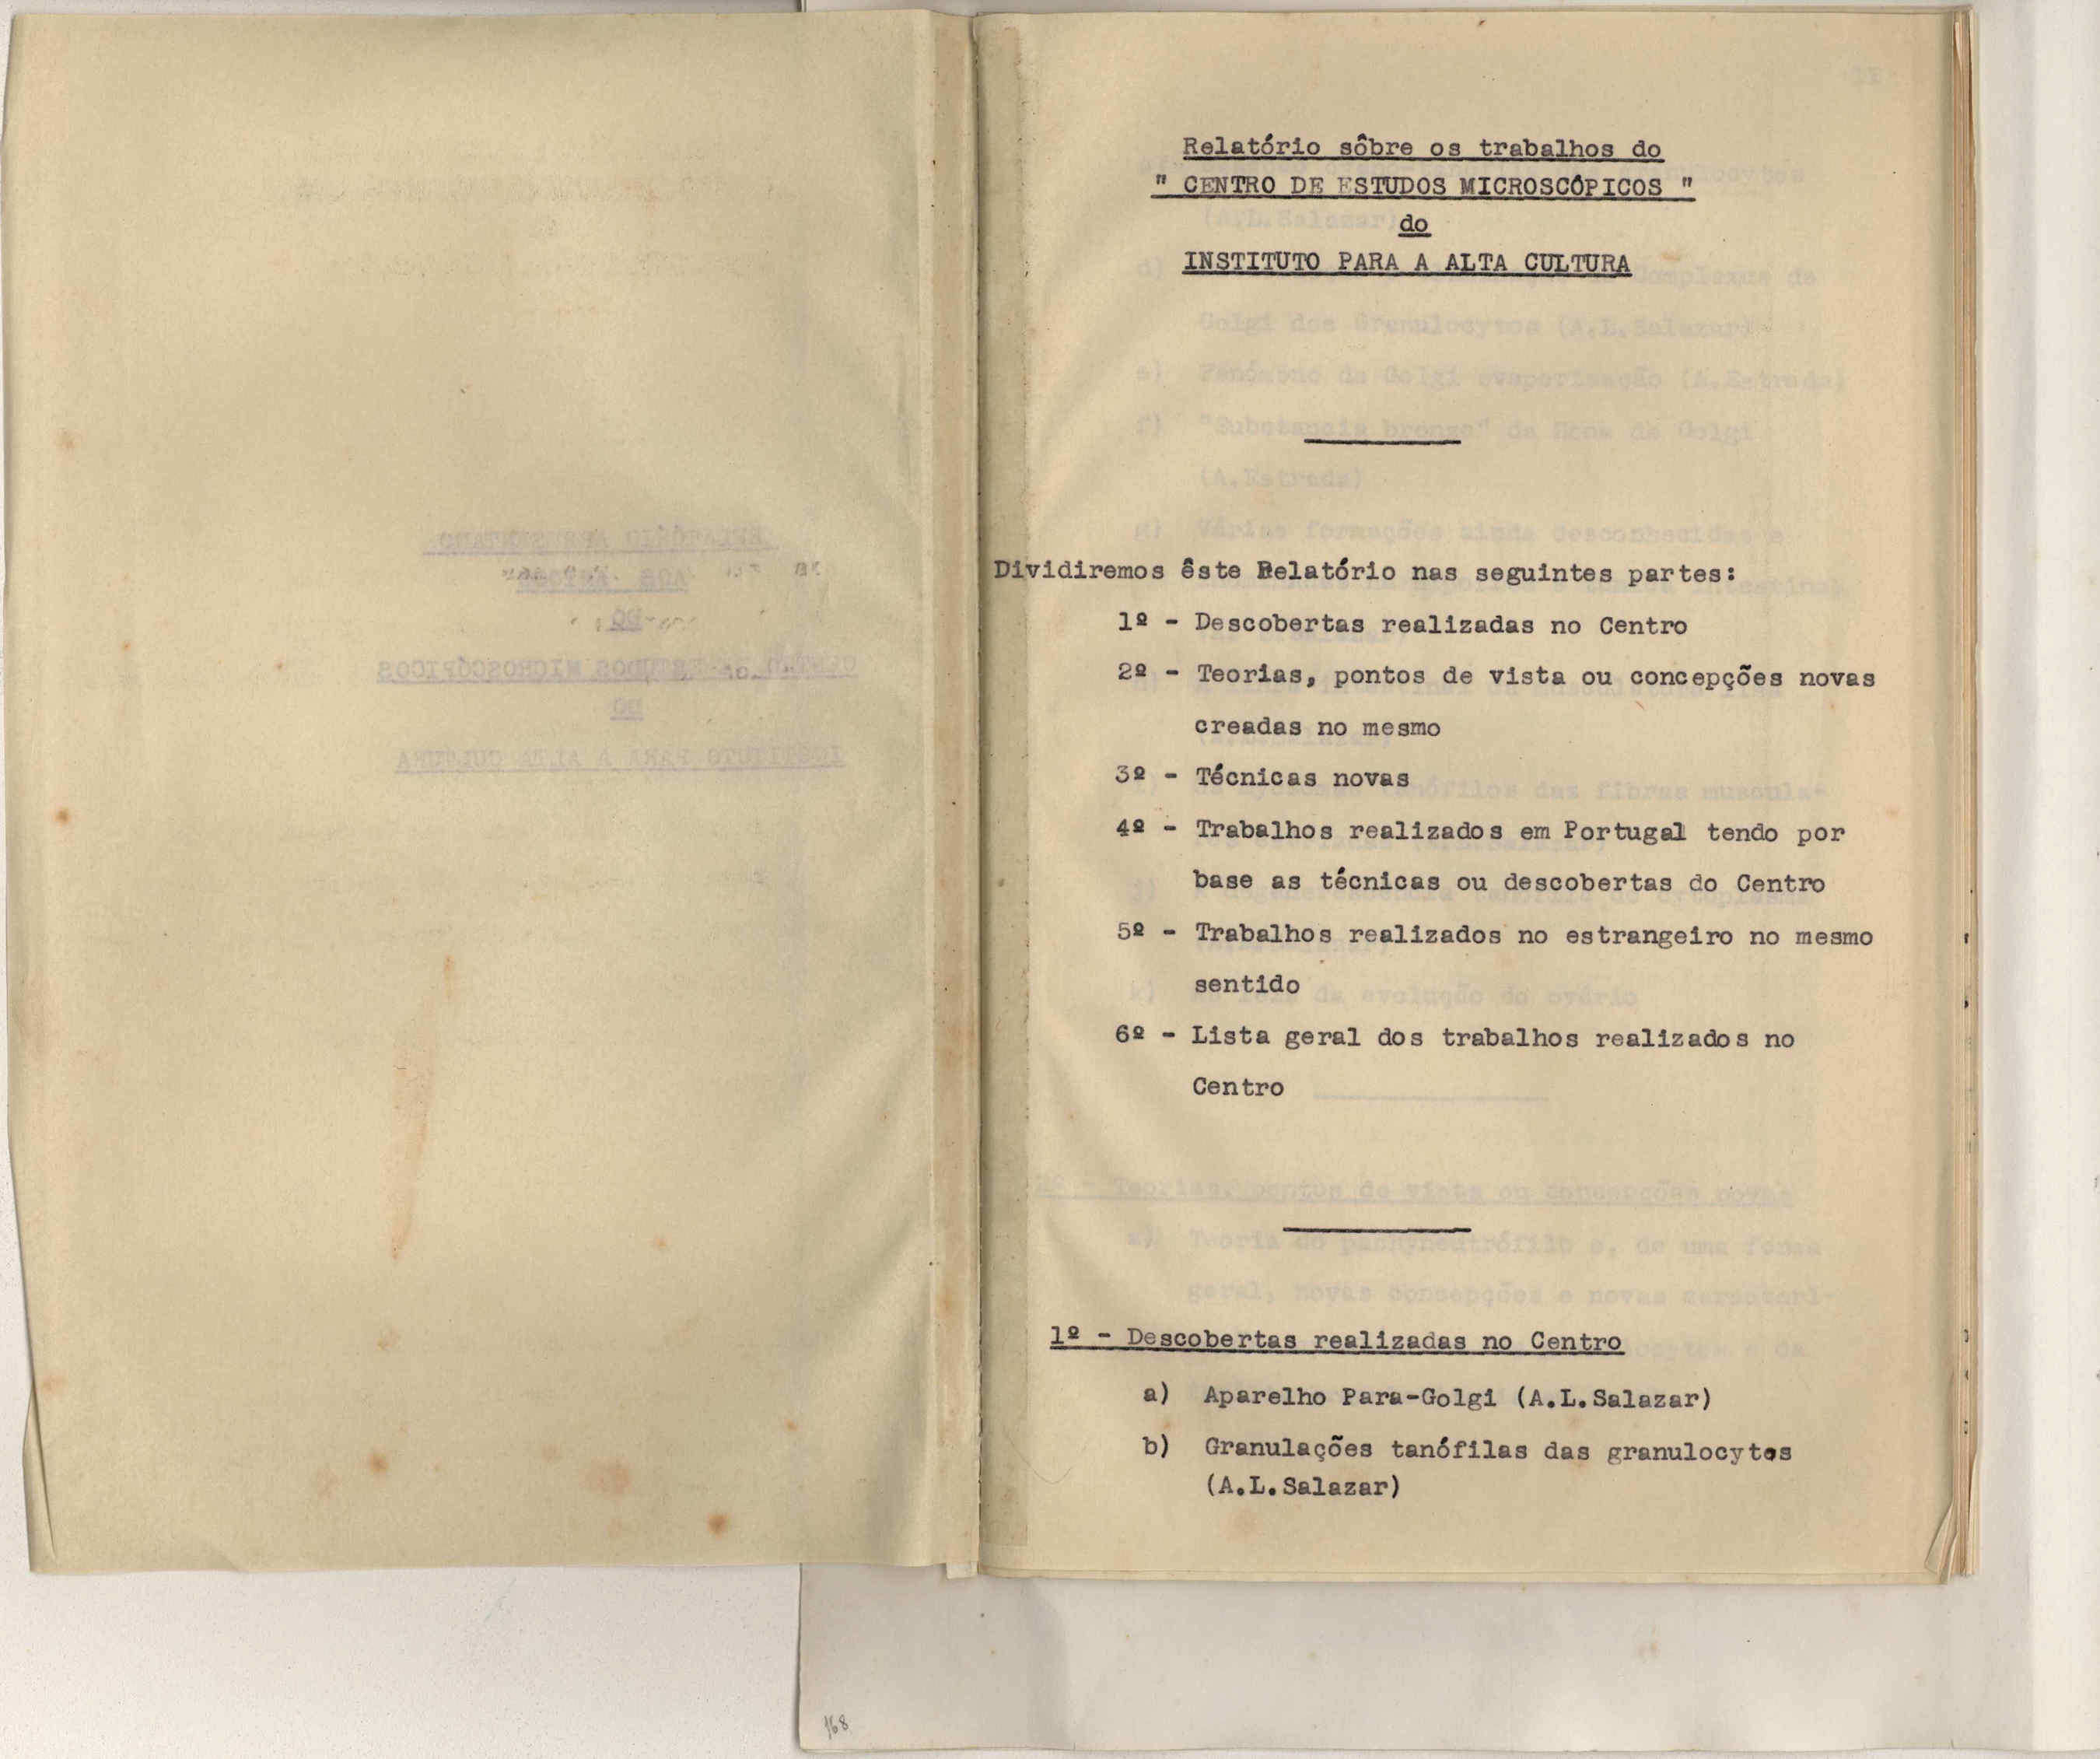 Relatório sôbre os trabalhos do
" CENTRO DE ESTUDOS MICROSCÓPICOS "
do
INSTITUTO PARA A ALTA CULTURA
Dividiremos êste Relatório nas seguintes partes:
1º - Descobertas realizadas no Centro
2º - Teorias, pontos de vista ou concepções novas
creadas no mesmo
3º - Técnicas novas
4º - Trabalhos realizados em Portugal tendo por
base as técnicas ou descobertas do Centro
5º - Trabalhos realizados no estrangeiro no mesmo
sentido
6º - Lista geral dos trabalhos realizados no
Centro
1º - Descobertas realizadas no Centro
a) Aparelho Para-Golgi (A.L.Salazar)
b) Granulações tanófilas das granulocytos
(A.L.Salazar)
168